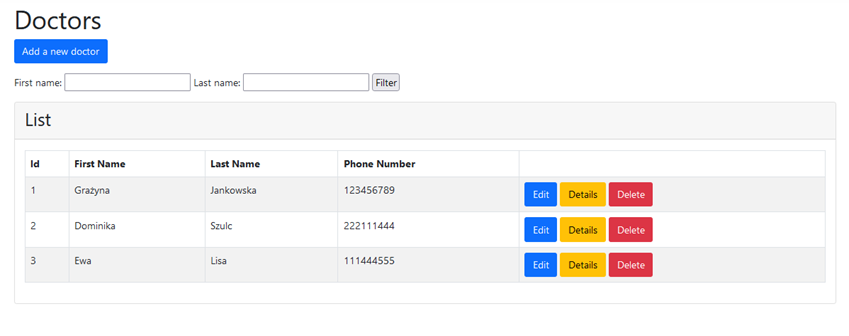 Doctors
Add a new doctor
First name: Last name: Filter
List
Id First Name Last Name Phone Number
1 Grażyna Jankowska 123456789 Edit Details Delete
2 Dominika Szulc 222111444 Edit Details Delete
3 Ewa Lisa 111444555 Edit Details Delete